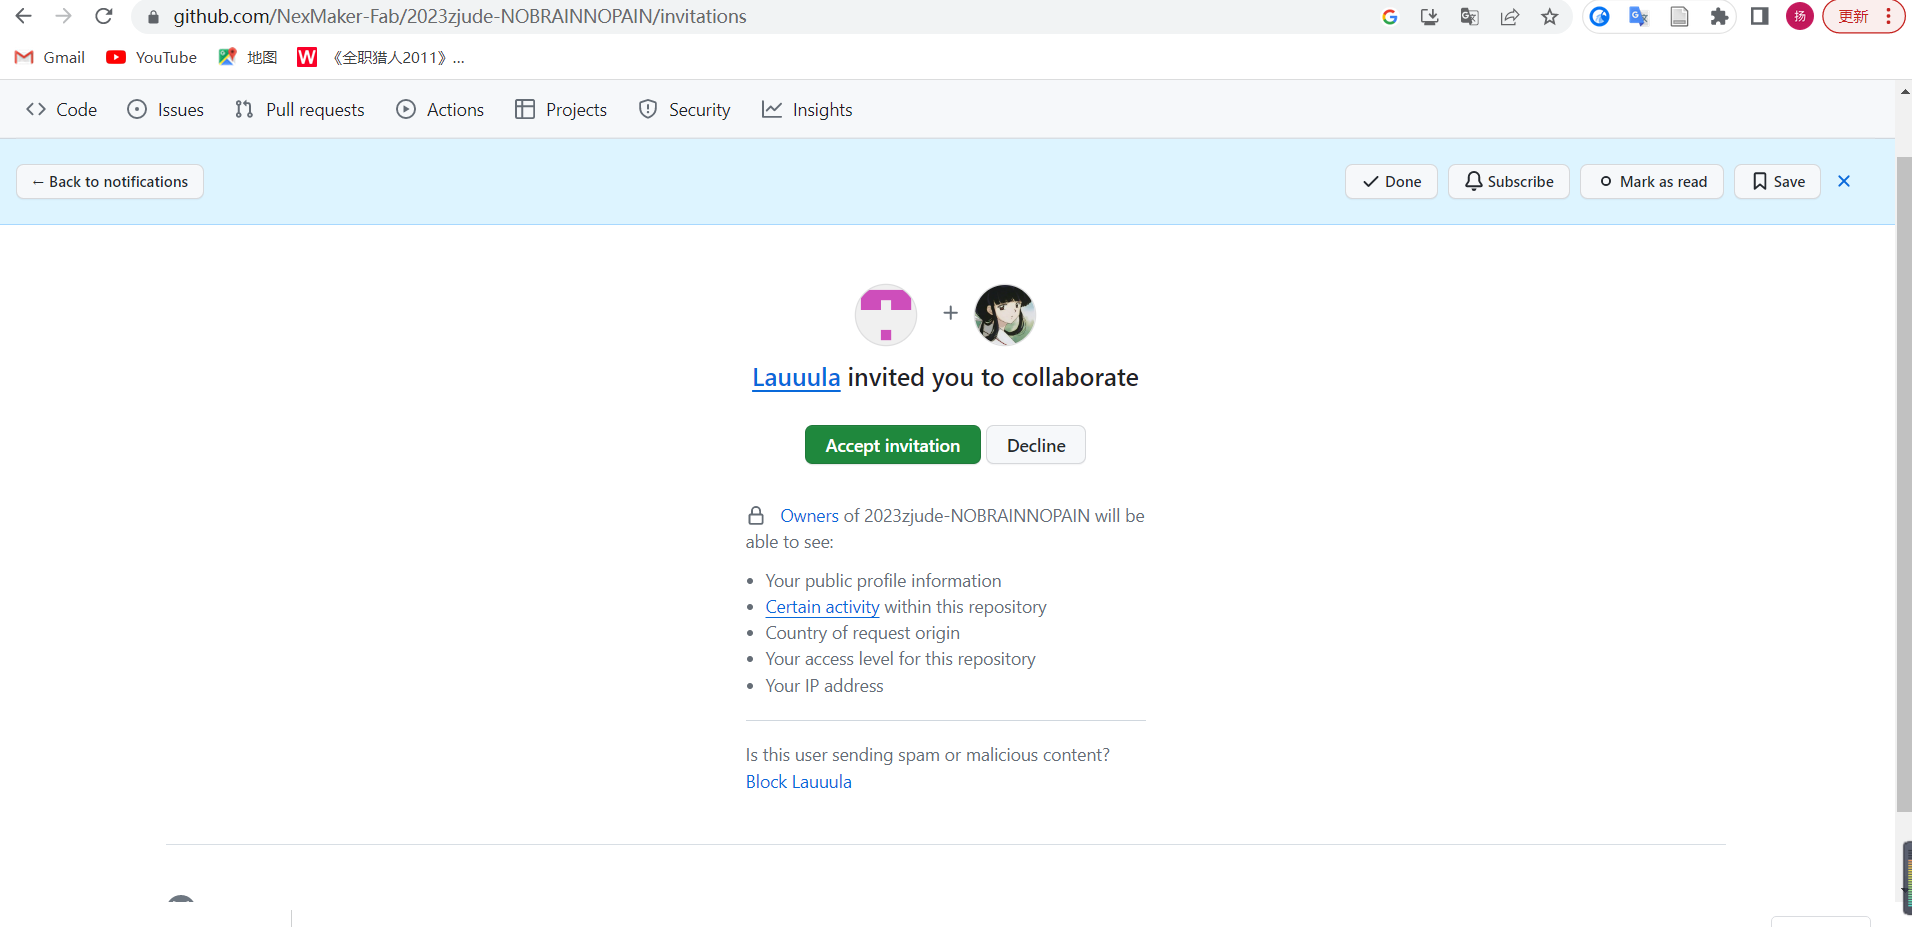 github.com/NexMaker-Fab/2023zjude-NOBRAINNOPAIN/invitations 扬 更新
Gmail YouTube 地图 W 《全职猎人2011》...
Code Issues Pull requests Actions Projects Security Insights
← Back to notifications Done Subscribe Mark as read Save
Lauuula invited you to collaborate
Accept invitation Decline
Owners of 2023zjude-NOBRAINNOPAIN will be
able to see:
• Your public profile information
• Certain activity within this repository
• Country of request origin
• Your access level for this repository
• Your IP address
Is this user sending spam or malicious content?
Block Lauuula